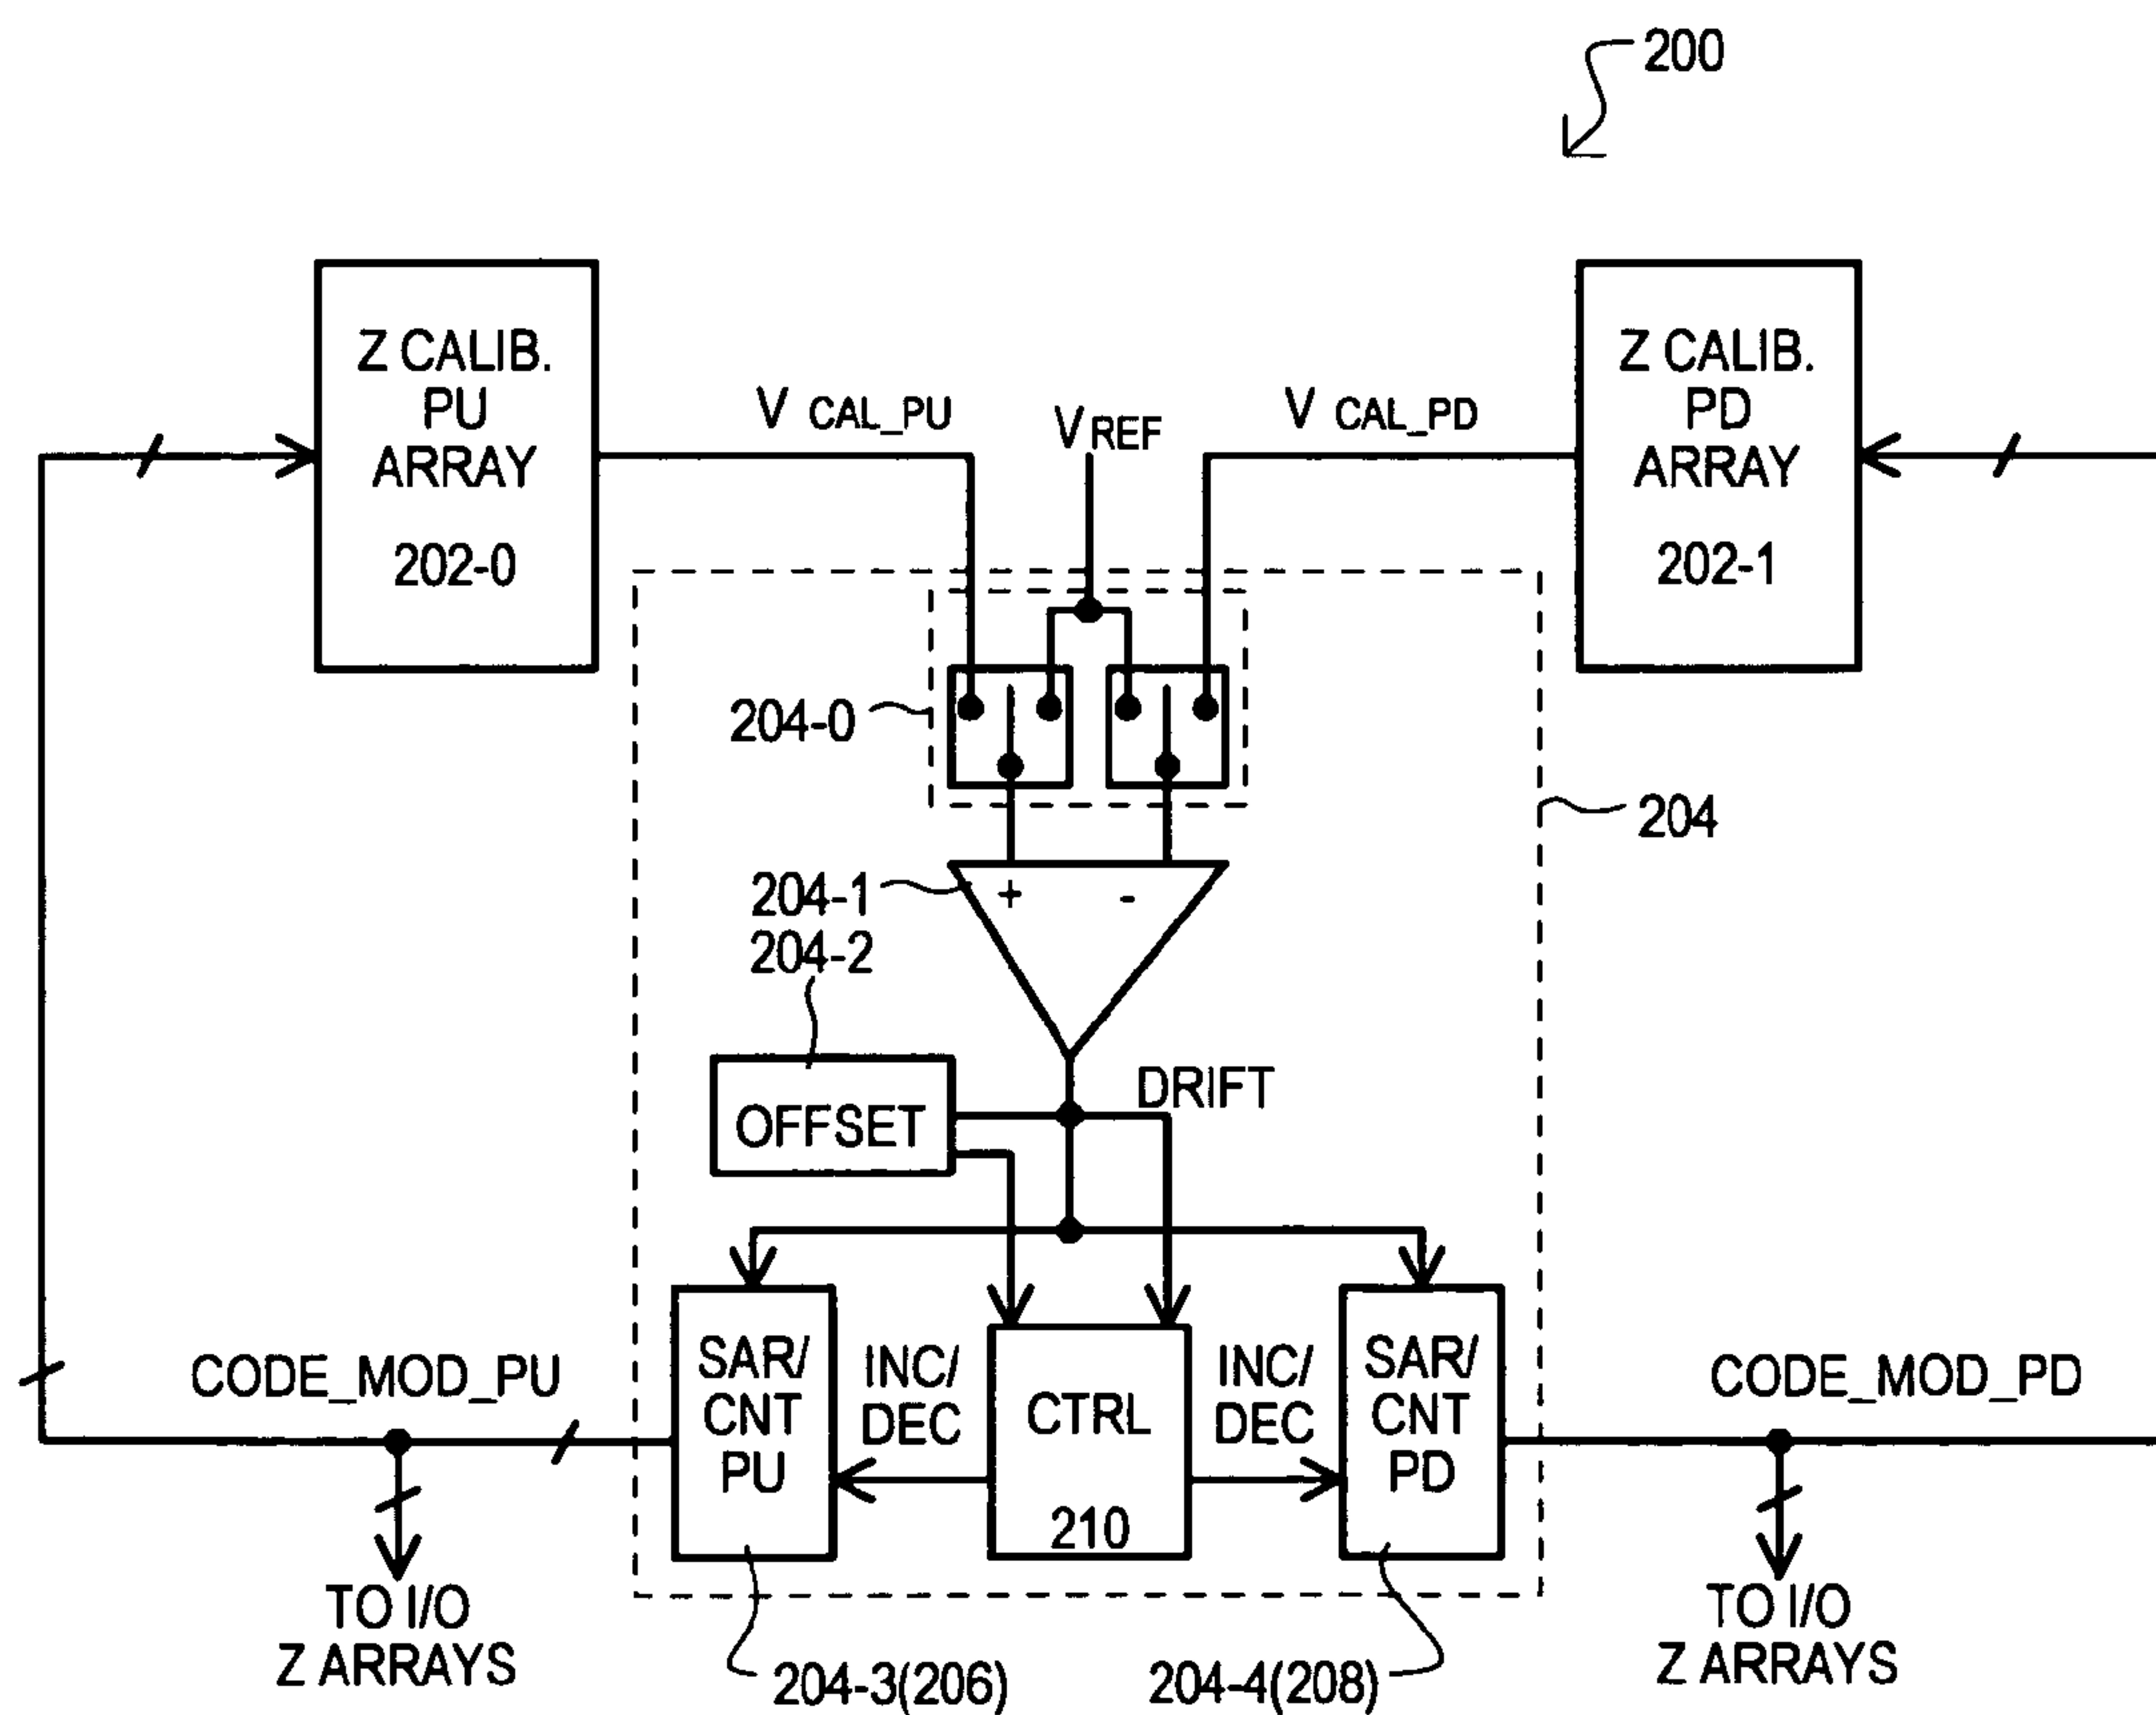 200
Z CALIB.
PU
ARRAY
202-0
V CAL_PU
VREF
V CAL_PD
Z CALIB.
PD
ARRAY
202-1
204-0
204
204-1
+ -
204-2
DRIFT
OFFSET
CODE_MOD_PU
SAR/
CNT
PU
INC/
DEC
CTRL
210
INC/
DEC
SAR/
CNT
PD
CODE_MOD_PD
TO I/O
Z ARRAYS
204-3(206)
204-4(208)
TO I/O
Z ARRAYS